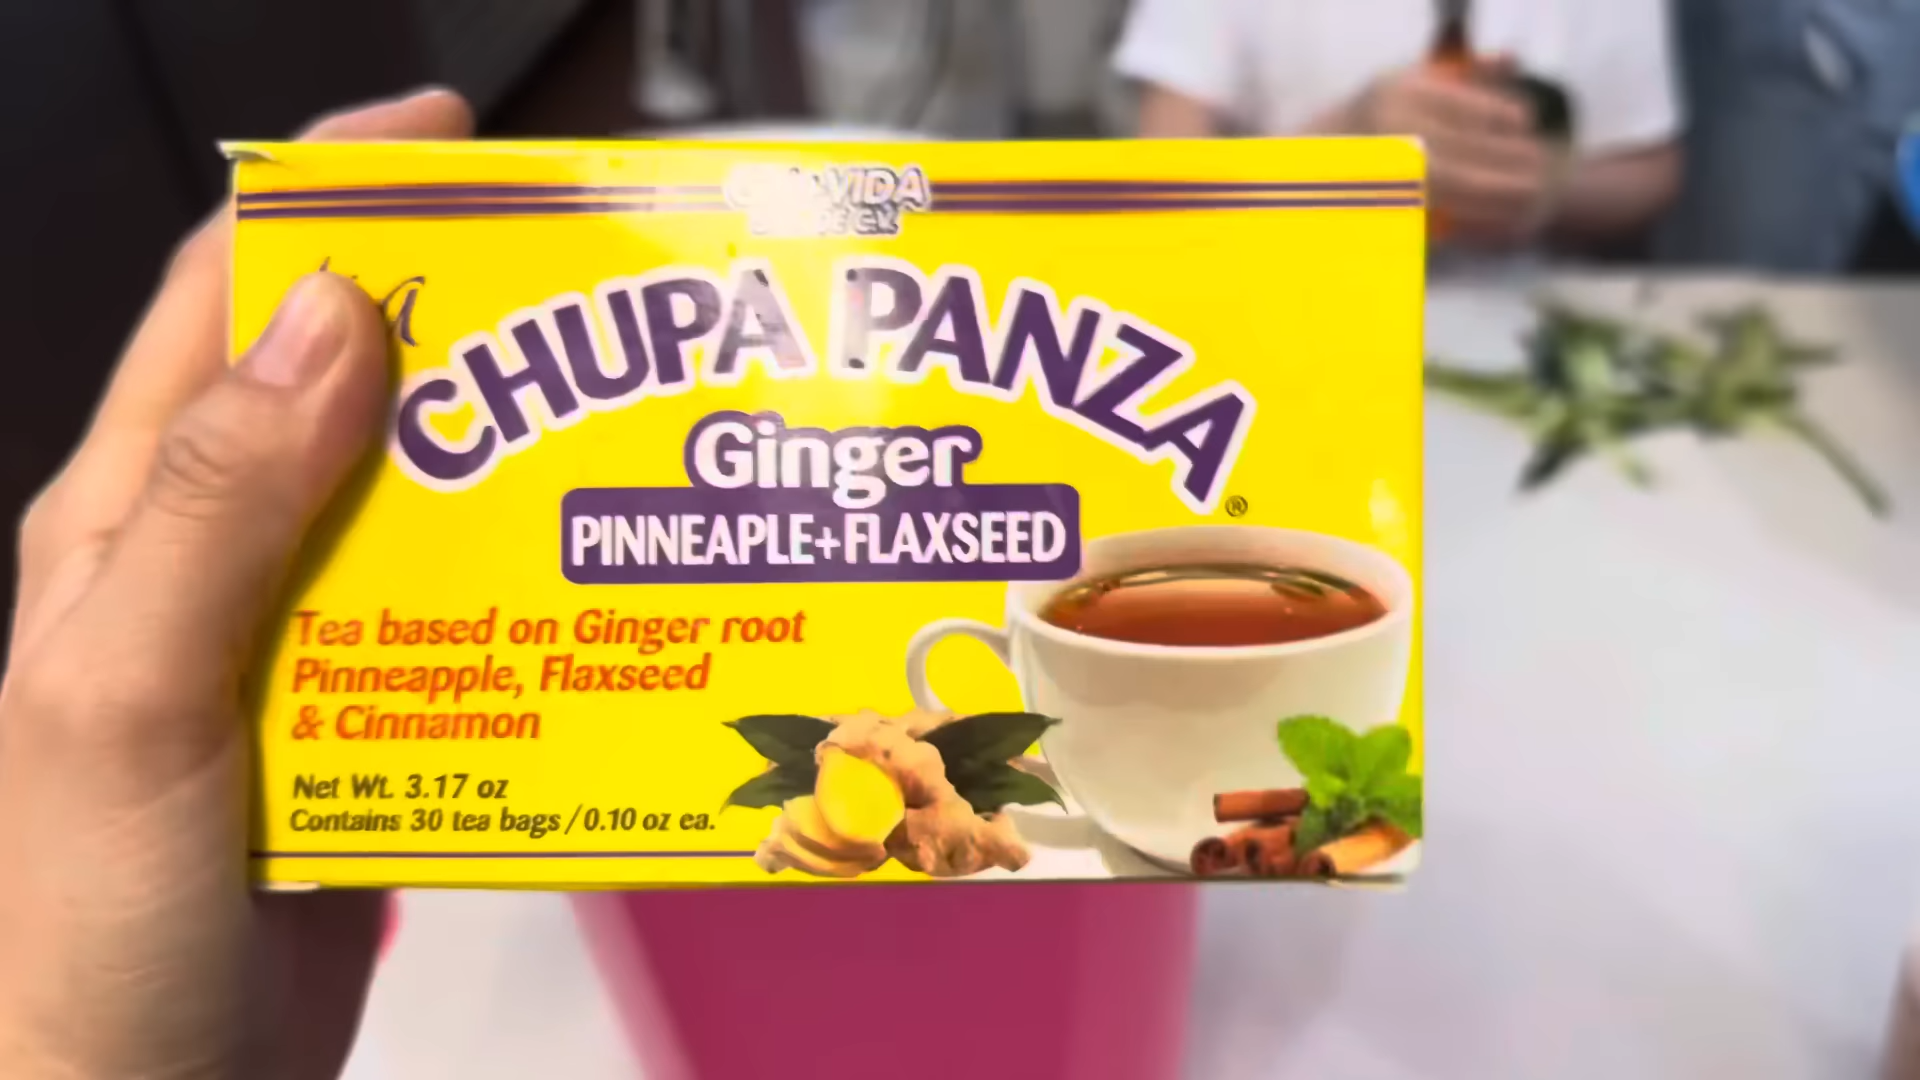 VIDA
CHUPA PANZA
®
Ginger
PINNEAPLE+FLAXSEED
Tea based on Ginger root
Pinneapple, Flaxseed
& Cinnamon
Net Wt. 3.17 oz
Contains 30 tea bags/0.10 oz ea.